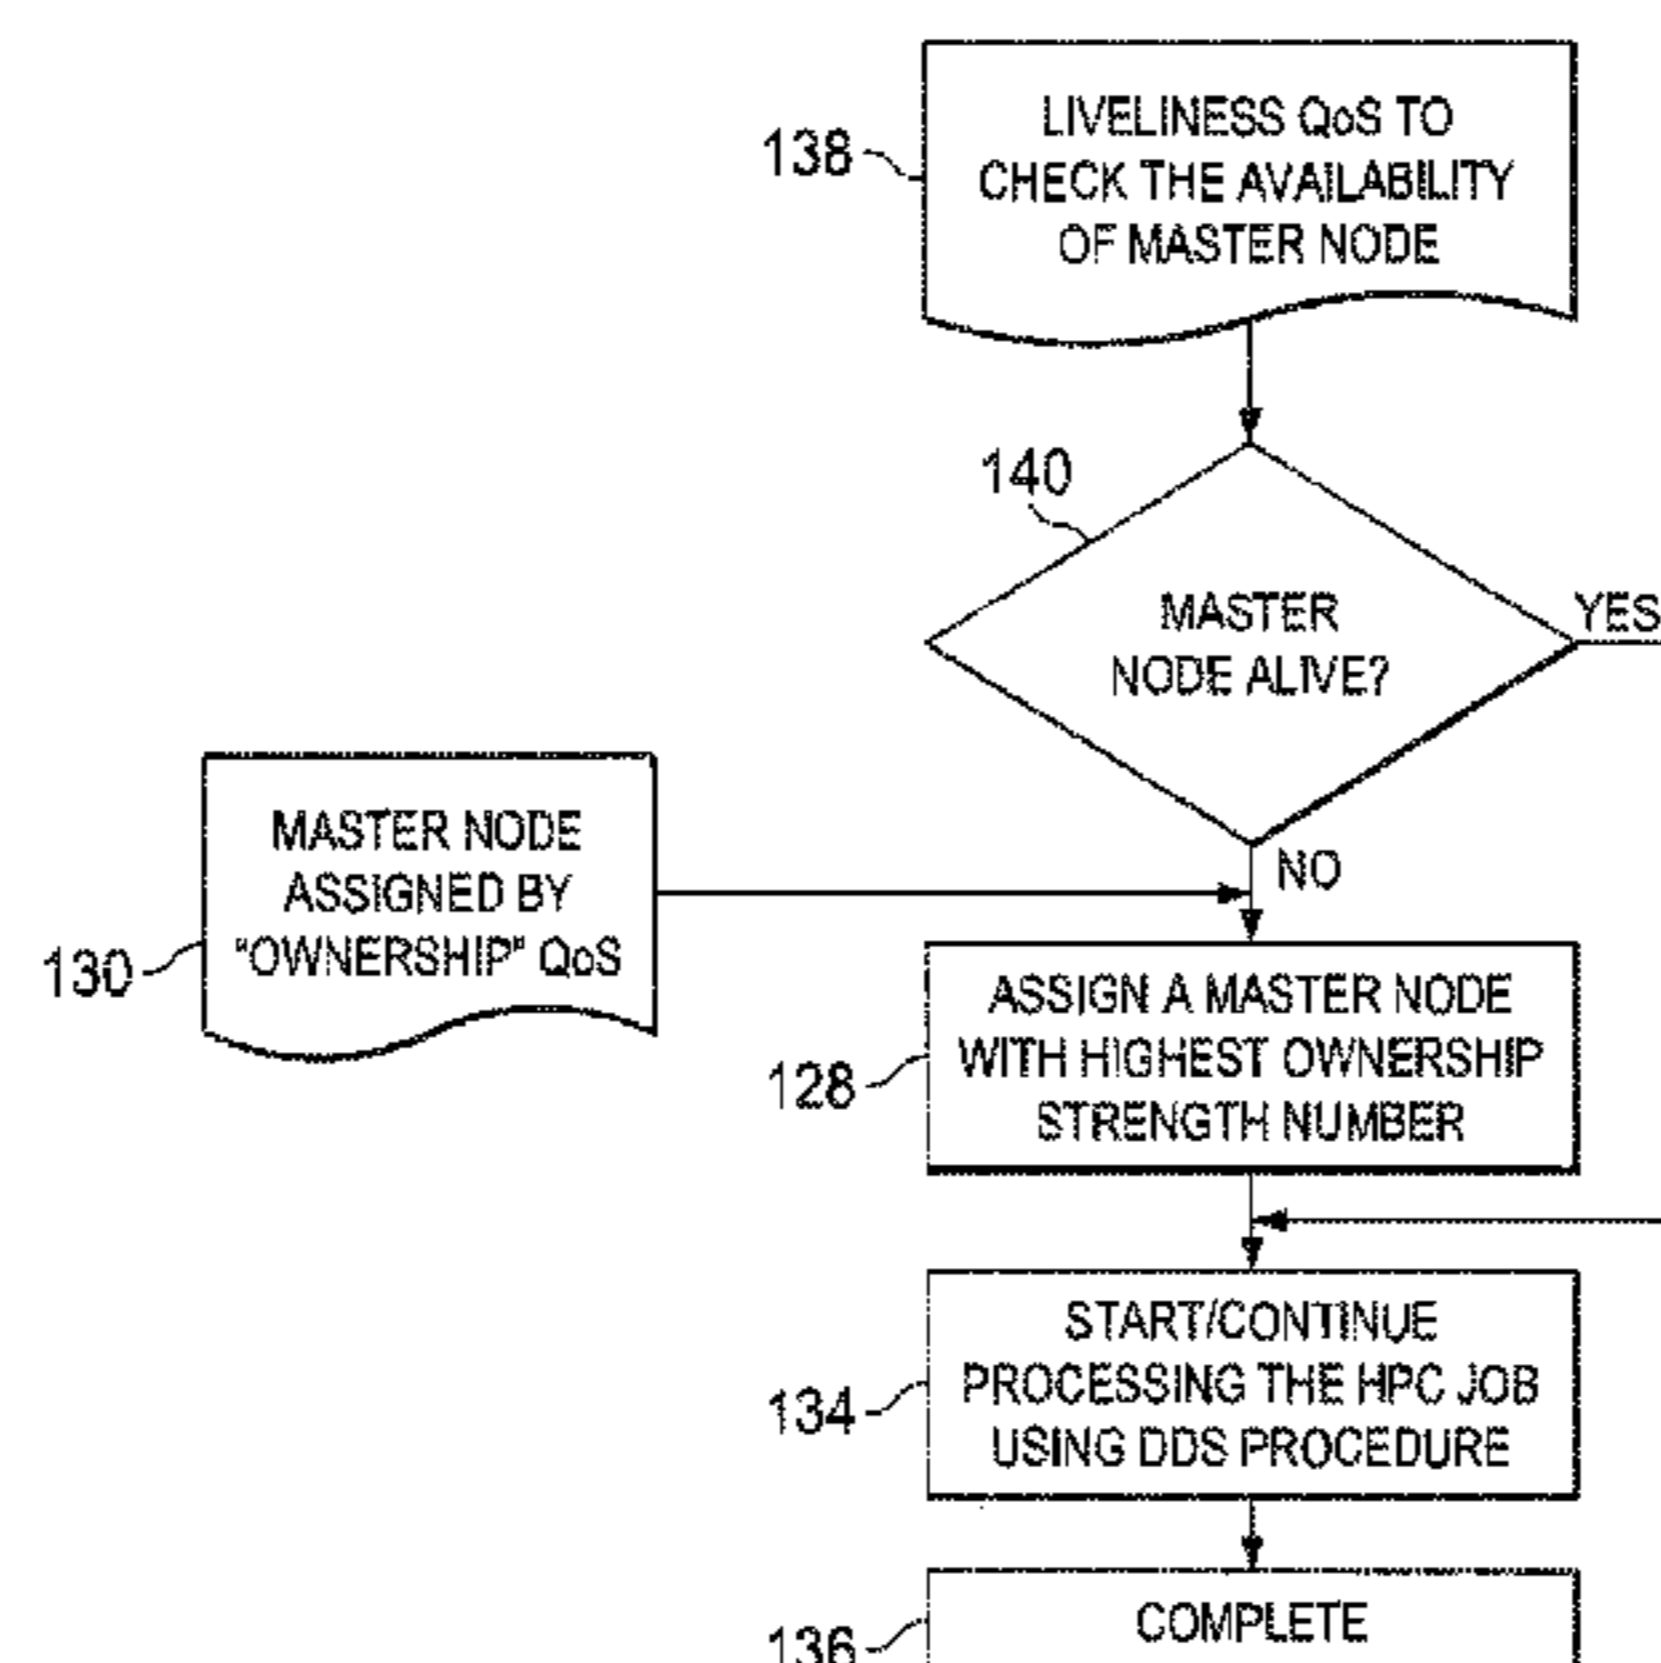 138
LIVELINESS QoS TO
CHECK THE AVAILABILITY
OF MASTER NODE
140
MASTER
NODE ALIVE?
YES
NO
130
MASTER NODE
ASSIGNED BY
"OWNERSHIP" QoS
128
ASSIGN A MASTER NODE
WITH HIGHEST OWNERSHIP
STRENGTH NUMBER
134
START/CONTINUE
PROCESSING THE HPC JOB
USING DDS PROCEDURE
136
COMPLETE